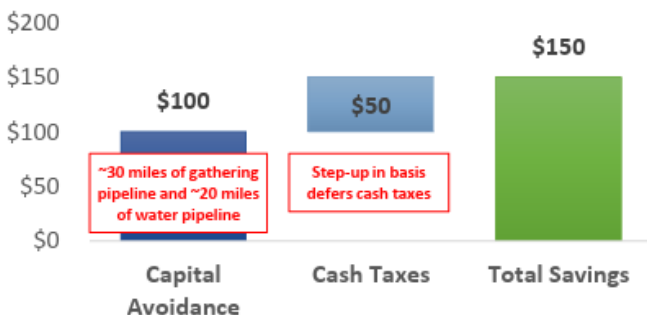 $200
$150
$100
$50
$0
$100
$50
$150
~30 miles of gathering
pipeline and ~20 miles
of water pipeline
Step-up in basis
defers cash taxes
Capital
Avoidance
Cash Taxes
Total Savings